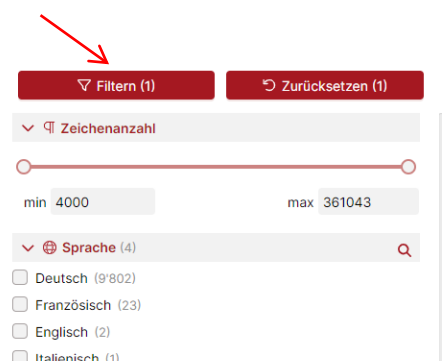 Filtern (1)
Zurücksetzen (1)
¶ Zeichenanzahl
min 4000
max 361043
Sprache (4)
Deutsch (9'802)
Französisch (23)
Englisch (2)
Italienisch (1)